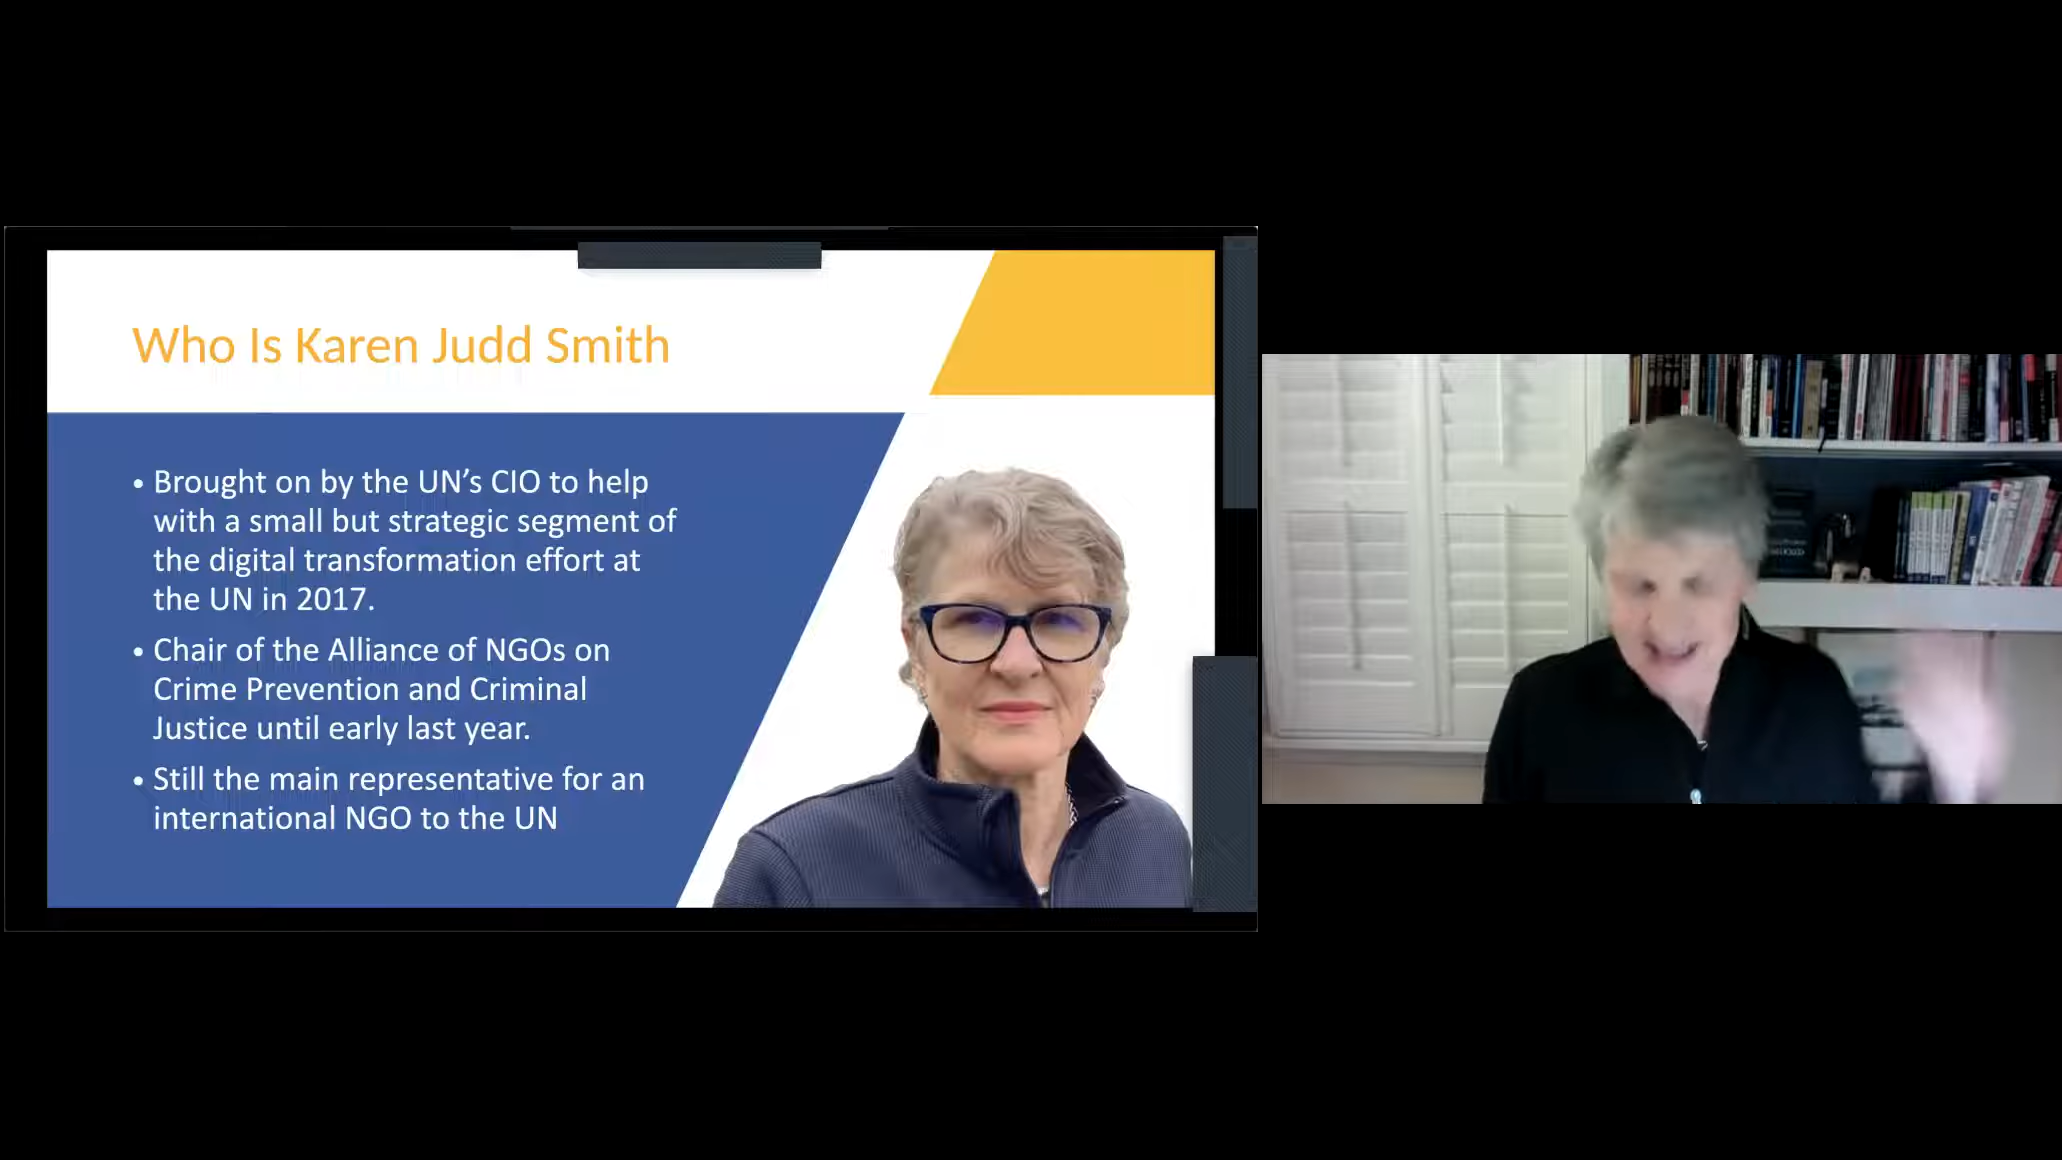 Who Is Karen Judd Smith
• Brought on by the UN’s CIO to help
with a small but strategic segment of
the digital transformation effort at
the UN in 2017.
• Chair of the Alliance of NGOs on
Crime Prevention and Criminal
Justice until early last year.
• Still the main representative for an
international NGO to the UN